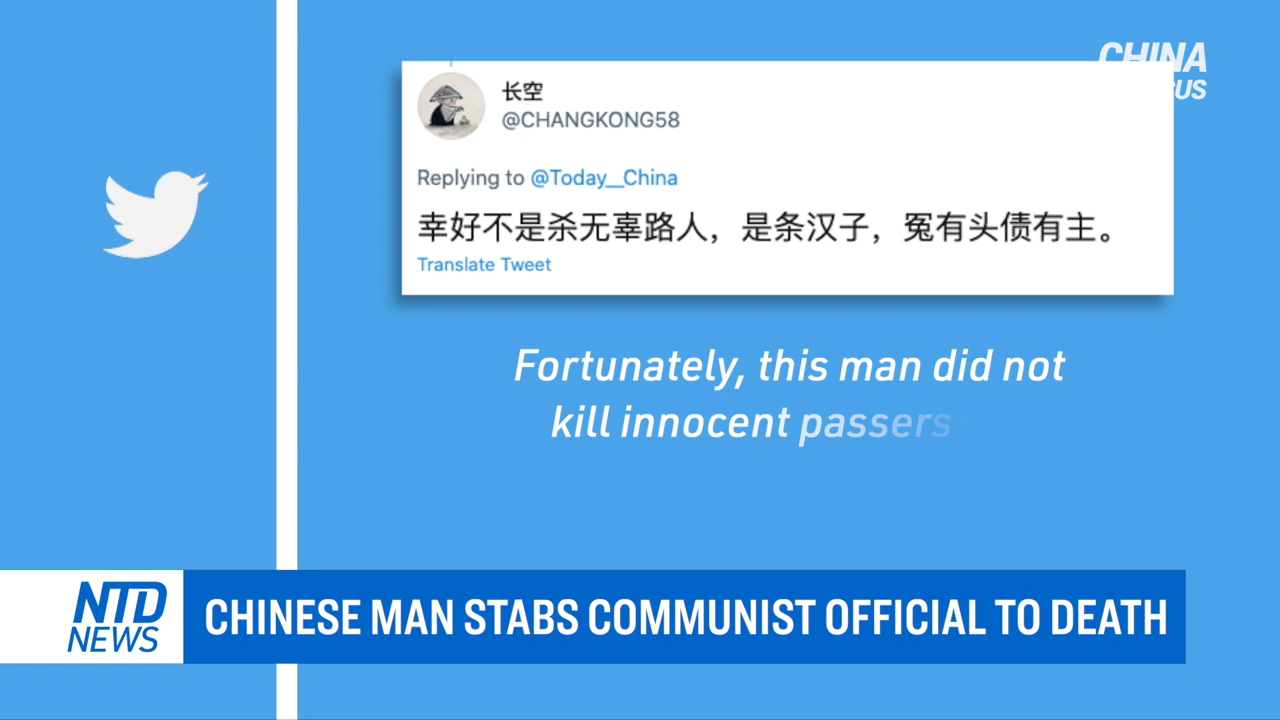 CHINA
长空
@CHANGKONG58
Replying to @Today__China
幸好不是杀无辜路人，是条汉子，冤有头债有主。
Translate Tweet
Fortunately, this man did not
kill innocent passers-
NTD
NEWS
CHINESE MAN STABS COMMUNIST OFFICIAL TO DEATH